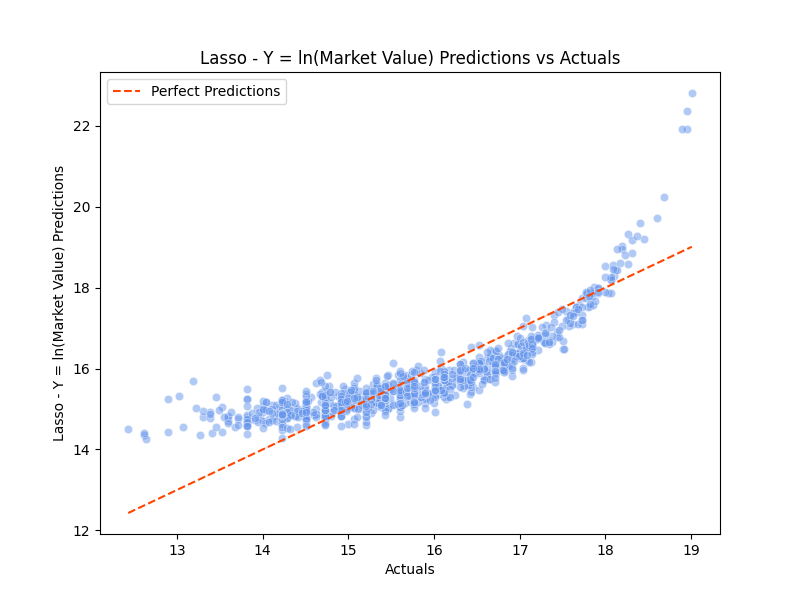 Lasso - Y = ln(Market Value) Predictions vs Actuals
Perfect Predictions
Lasso - Y = ln(Market Value) Predictions
22
20
18
16
14
12
13 14 15 16 17 18 19
Actuals